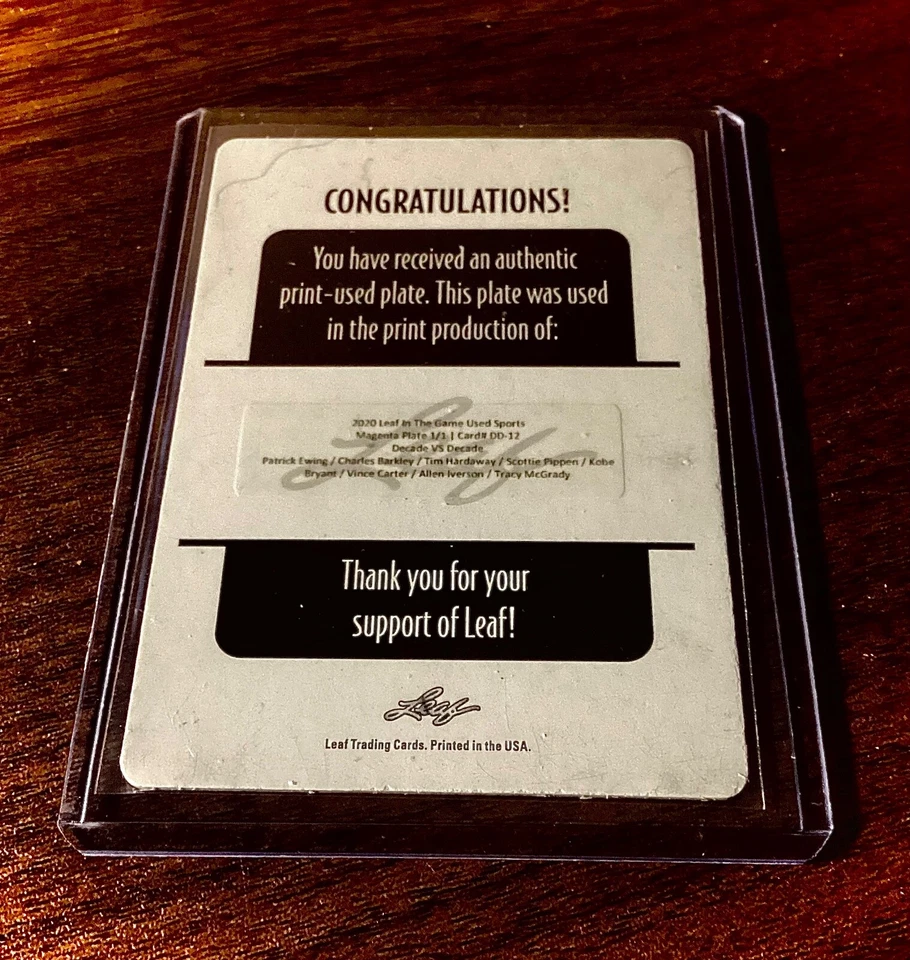 CONGRATULATIONS!
You have received an authentic
print-used plate. This plate was used
in the print production of:
2020 Leaf In The Game Used Sports
Magenta Plate 1/1 | Card# DD-12
Decade VS Decade
Patrick Ewing / Charles Barkley / Tim Hardaway / Scottie Pippen / Kobe
Bryant / Vince Carter / Allen Iverson / Tracy McGrady
Leaf
Thank you for your
support of Leaf!
Leaf
Leaf Trading Cards. Printed in the USA.